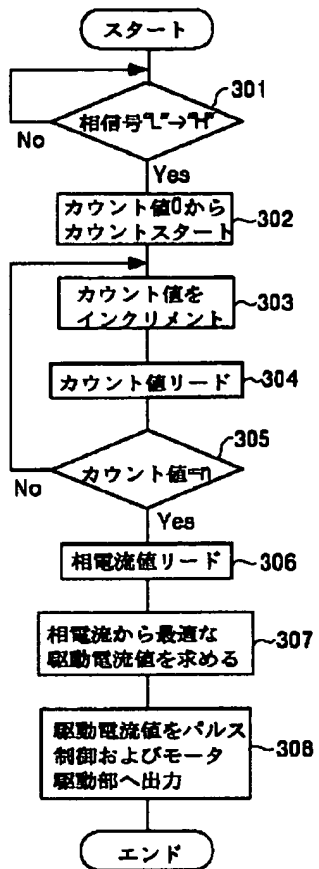 スタート
301
相信号"L"→"H"
No
Yes
カウント値0から
カウントスタート
302
カウント値を
インクリメント
303
カウント値リード
304
305
カウント値=n
No
Yes
相電流値リード
306
相電流から最適な
駆動電流値を求める
307
駆動電流値をパルス
制御およびモータ
駆動部へ出力
308
エンド